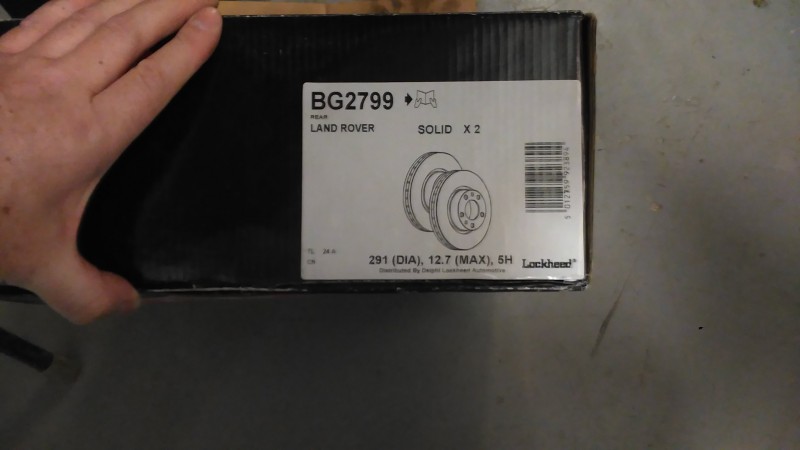 BG2799
REAR
LAND ROVER SOLID X 2
291 (DIA), 12.7 (MAX), 5H
Lockheed®
Distributed By Delphi Lockheed Automotive